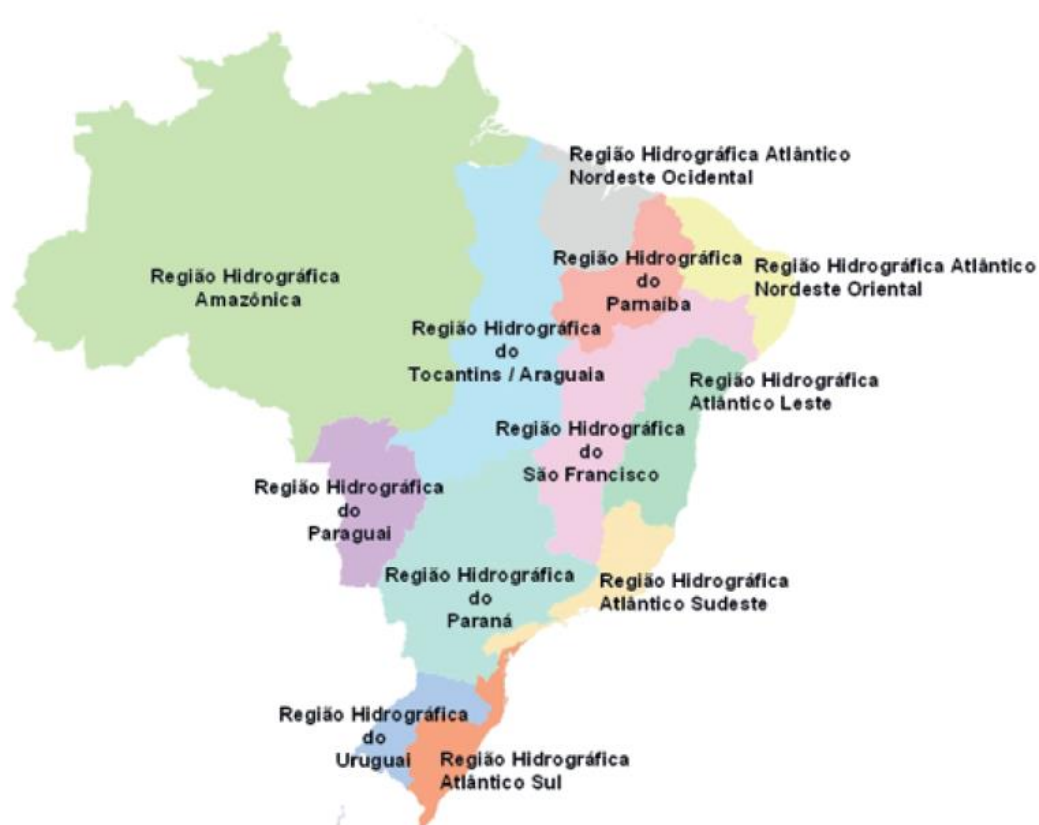 Região Hidrográfica Atlântico
Nordeste Ocidental
Região Hidrográfica
Amazônica
Região Hidrográfica
do
Parnaíba
Região Hidrográfica Atlântico
Nordeste Oriental
Região Hidrográfica
do
Tocantins / Araguaia
Região Hidrográfica
Atlântico Leste
Região Hidrográfica
do
São Francisco
Região Hidrográfica
do
Paraguai
Região Hidrográfica
do
Paraná
Região Hidrográfica
Atlântico Sudeste
Região Hidrográfica
do
Uruguai
Região Hidrográfica
Atlântico Sul